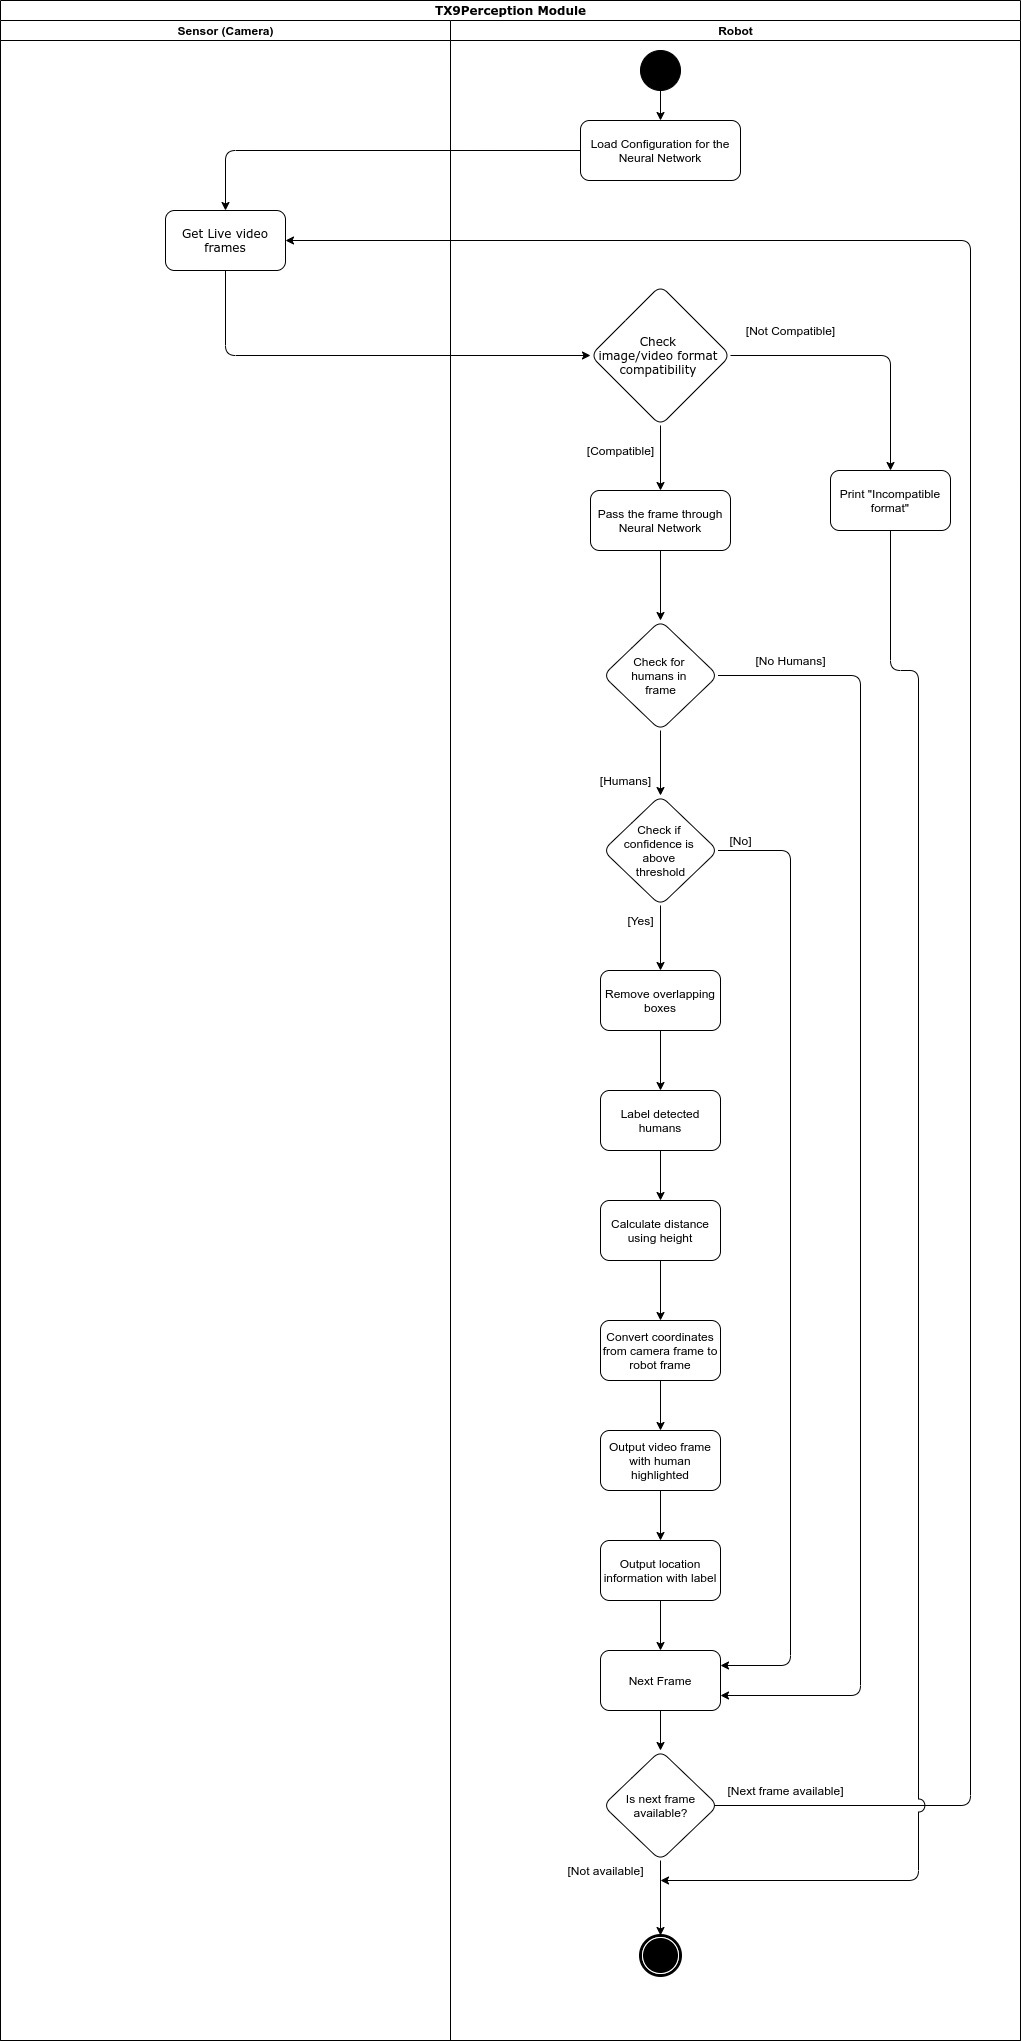 TX9Perception Module
Sensor (Camera)
Robot
Load Configuration for the
Neural Network
Get Live video
frames
Check
image/video format
compatibility
[Not Compatible]
[Compatible]
Pass the frame through
Neural Network
Print "Incompatible
format"
Check for
humans in
frame
[No Humans]
[Humans]
Check if
confidence is
above
threshold
[No]
[Yes]
Remove overlapping
boxes
Label detected
humans
Calculate distance
using height
Convert coordinates
from camera frame to
robot frame
Output video frame
with human
highlighted
Output location
information with label
Next Frame
Is next frame
available?
[Next frame available]
[Not available]